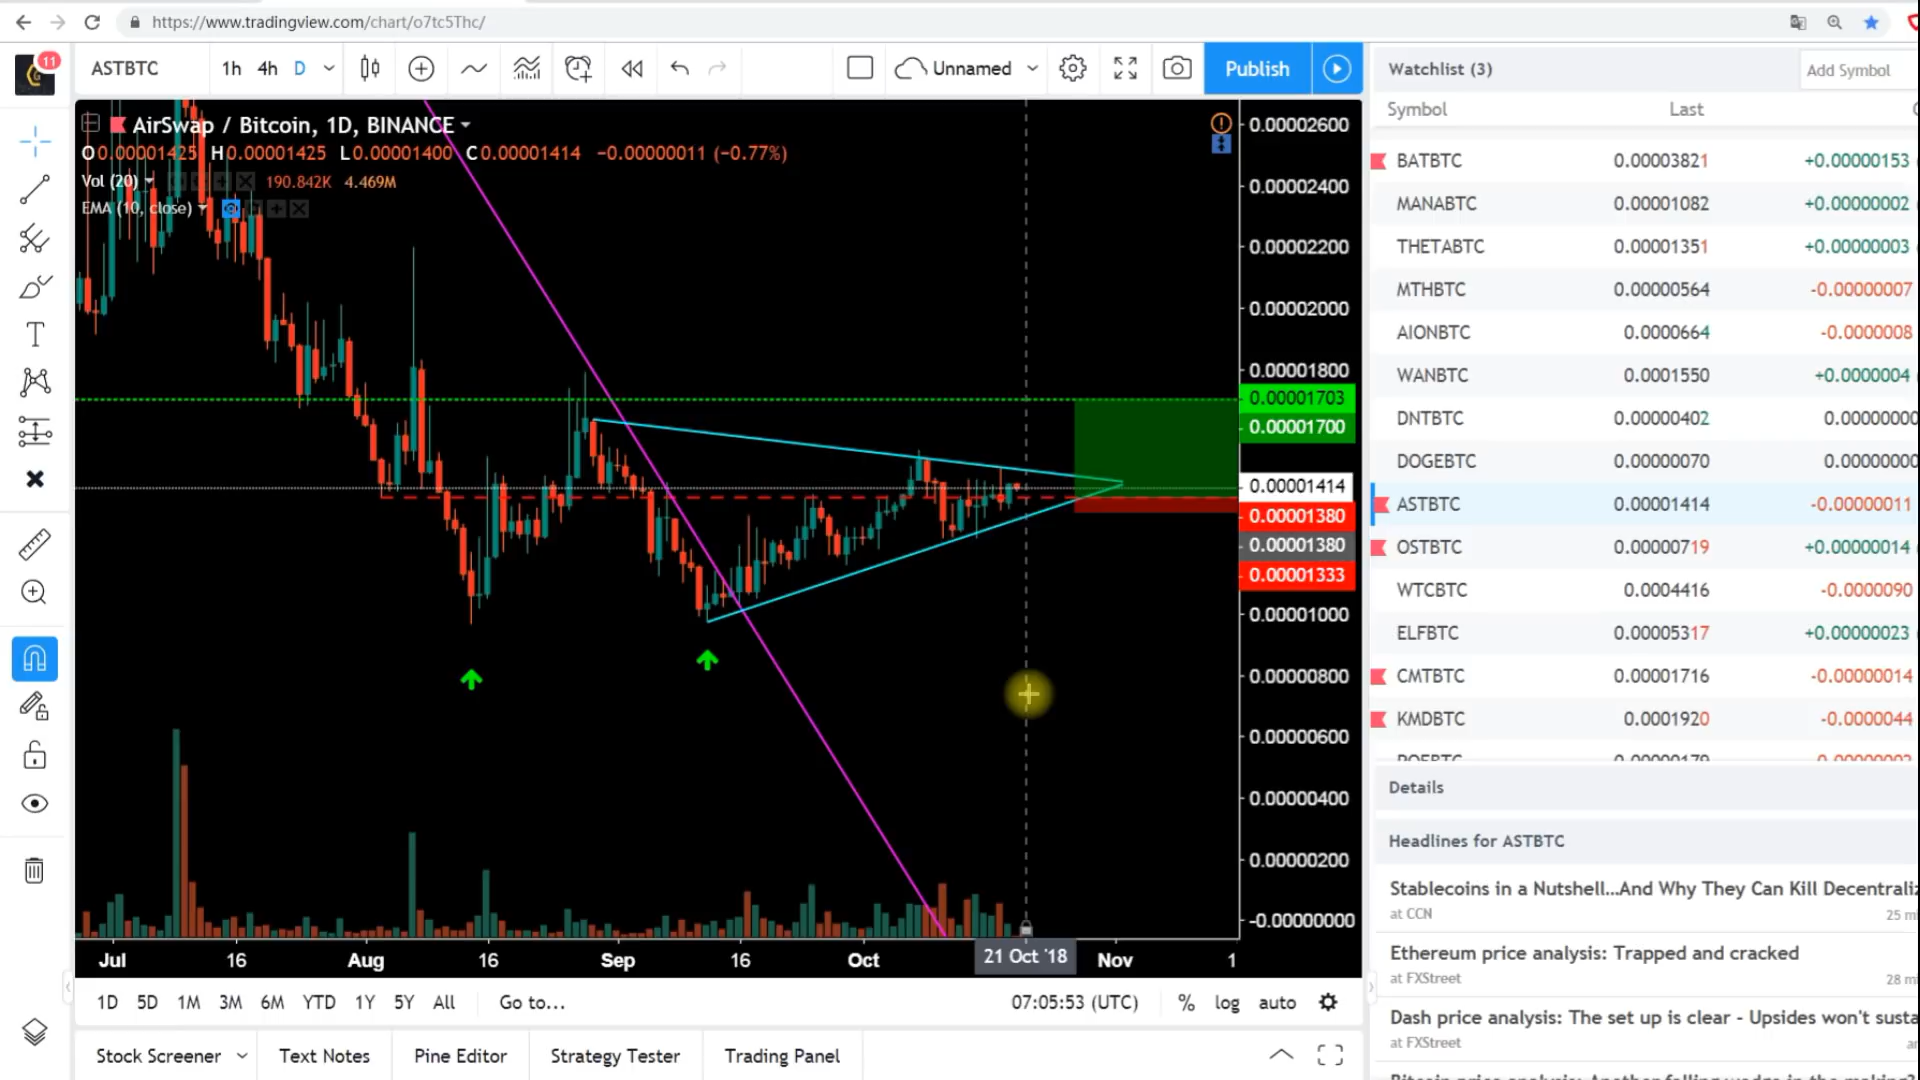 https://www.tradingview.com/chart/o7tc5Thc/
11
ASTBTC
1h 4h D
Unnamed
Publish
Watchlist (3)
Add Symbol
Symbol Last
AirSwap / Bitcoin, 1D, BINANCE
O0.00001425 H0.00001425 L0.00001400 C0.00001414 −0.00000011 (−0.77%)
Vol (20) 190.842K 4.469M
EMA (10, close)
0.00002600
0.00002400
0.00002200
0.00002000
0.00001800
0.00001703
0.00001700
0.00001414
0.00001380
0.00001380
0.00001333
0.00001000
0.00000800
0.00000600
0.00000400
0.00000200
-0.00000000
Jul 16 Aug 16 Sep 16 Oct 21 Oct '18 Nov 1
BATBTC 0.00003821 +0.00000153
MANABTC 0.00001082 +0.00000002
THETABTC 0.00001351 +0.00000003
MTHBTC 0.00000564 -0.00000007
AIONBTC 0.0000664 -0.0000008
WANBTC 0.0001550 +0.0000004
DNTBTC 0.00000402 0.00000000
DOGEBTC 0.00000070 0.00000000
ASTBTC 0.00001414 -0.00000011
OSTBTC 0.00000719 +0.00000014
WTCBTC 0.0004416 -0.0000090
ELFBTC 0.00005317 +0.00000023
CMTBTC 0.00001716 -0.00000014
KMDBTC 0.0001920 -0.0000044
Details
Headlines for ASTBTC
Stablecoins in a Nutshell...And Why They Can Kill
at CCN 25
Ethereum price analysis: Trapped and cracked
at FXStreet 28
Dash price analysis: The set up is clear - Upsides won't
at FXStreet
1D 5D 1M 3M 6M YTD 1Y 5Y All Go to... 07:05:53 (UTC) % log auto
Stock Screener Text Notes Pine Editor Strategy Tester Trading Panel